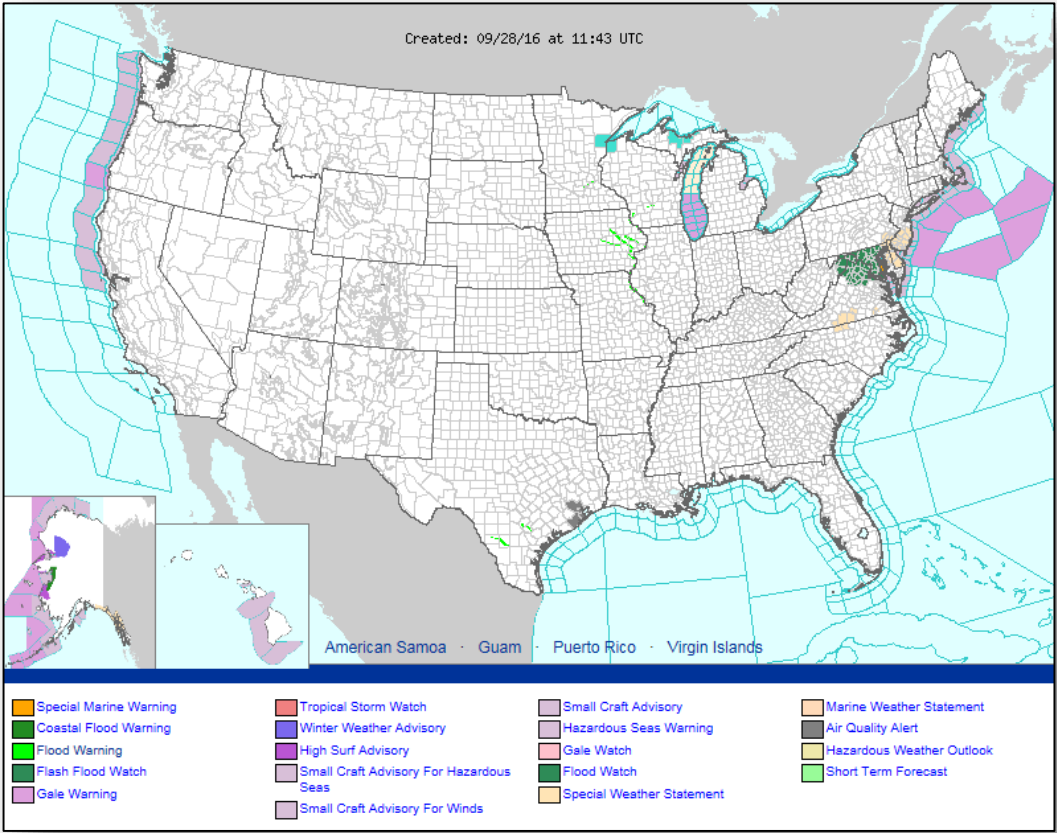 Created: 09/28/16 at 11:43 UTC
American Samoa · Guam · Puerto Rico · Virgin Islands
Special Marine Warning
Coastal Flood Warning
Flood Warning
Flash Flood Watch
Gale Warning
Tropical Storm Watch
Winter Weather Advisory
High Surf Advisory
Small Craft Advisory For Hazardous
Seas
Small Craft Advisory For Winds
Small Craft Advisory
Hazardous Seas Warning
Gale Watch
Flood Watch
Special Weather Statement
Marine Weather Statement
Air Quality Alert
Hazardous Weather Outlook
Short Term Forecast